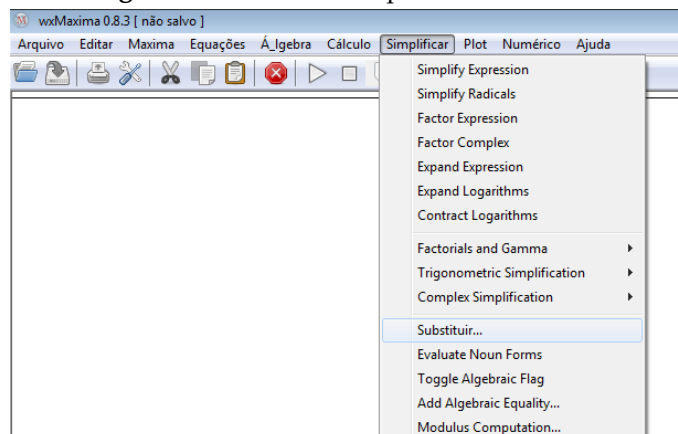 wxMaxima 0.8.3 [ não salvo ]
Arquivo Editar Maxima Equações Á_lgebra Cálculo Simplificar Plot Numérico Ajuda
Simplify Expression
Simplify Radicals
Factor Expression
Factor Complex
Expand Expression
Expand Logarithms
Contract Logarithms
Factorials and Gamma
Trigonometric Simplification
Complex Simplification
Substituir...
Evaluate Noun Forms
Toggle Algebraic Flag
Add Algebraic Equality...
Modulus Computation...